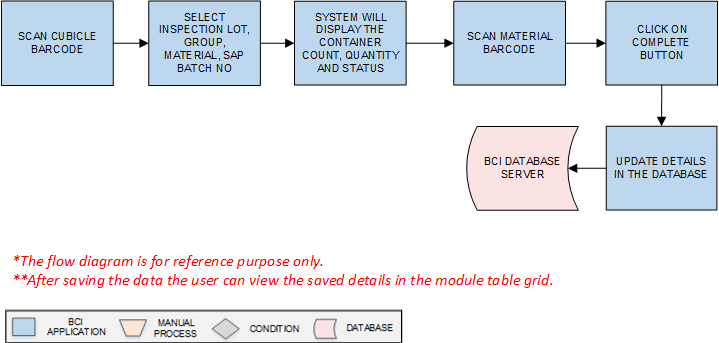 SCAN CUBICLE
BARCODE
SELECT
INSPECTION LOT,
GROUP,
MATERIAL, SAP
BATCH NO
SYSTEM WILL
DISPLAY THE
CONTAINER
COUNT, QUANTITY
AND STATUS
SCAN MATERIAL
BARCODE
CLICK ON
COMPLETE
BUTTON
BCI DATABASE
SERVER
UPDATE DETAILS
IN THE DATABASE
*The flow diagram is for reference purpose only.
**After saving the data the user can view the saved details in the module table grid.
BCI
APPLICATION
MANUAL
PROCESS
CONDITION
DATABASE